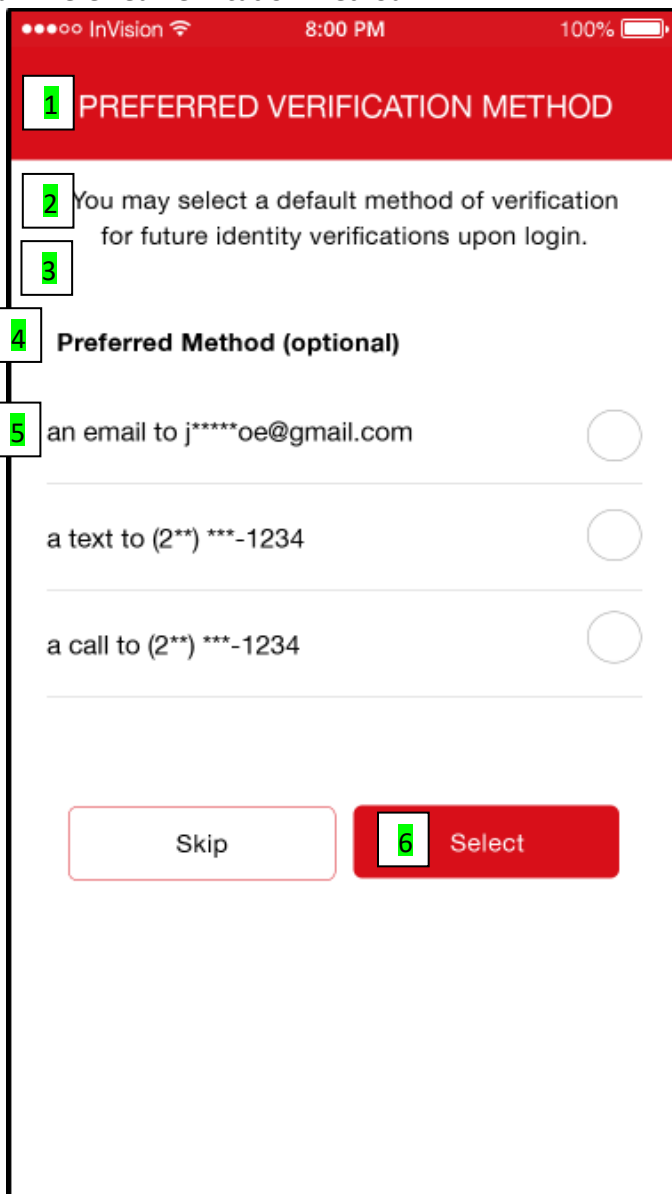 ●●●○○ InVision 8:00 PM 100%
1 PREFERRED VERIFICATION METHOD
2 You may select a default method of verification
for future identity verifications upon login.
3
4 Preferred Method (optional)
5 an email to j*****oe@gmail.com
a text to (2**) ***-1234
a call to (2**) ***-1234
Skip 6 Select